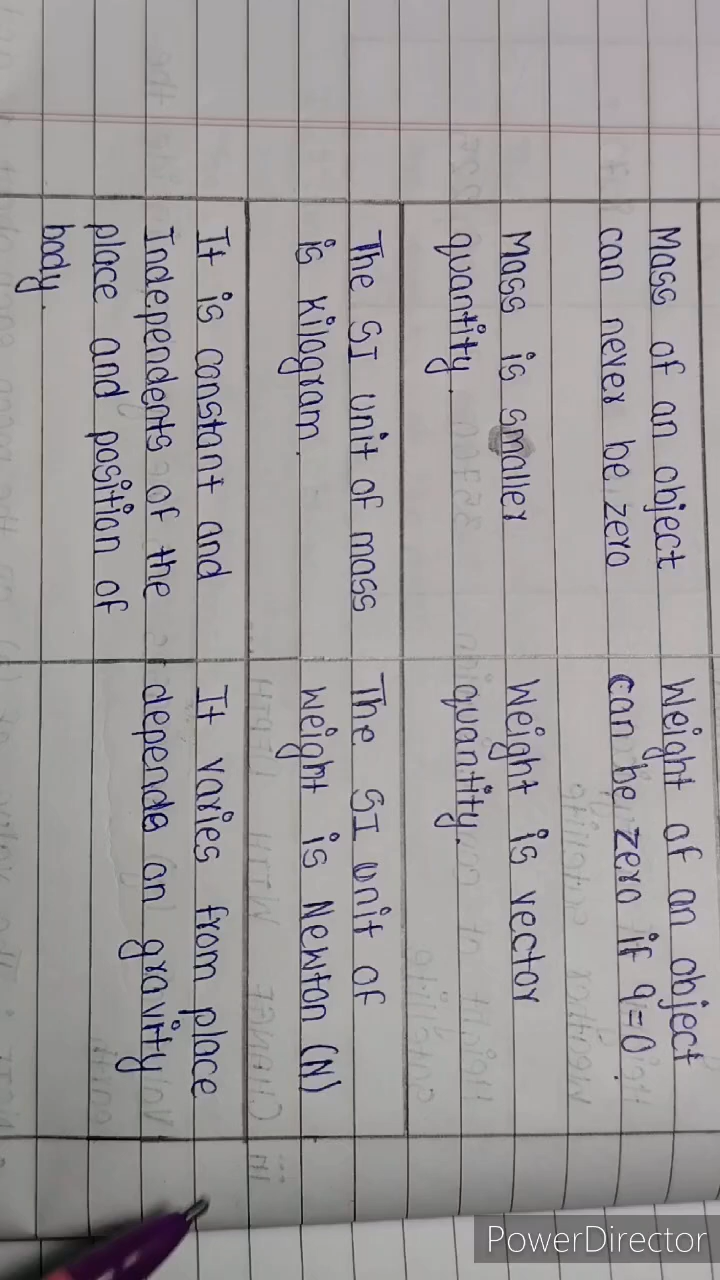 Mass of an object
can never be zero
Weight of an object
can be zero if g=0.
Mass is smaller
quantity.
Weight is vector
quantity.
The SI unit of mass
is kilogram.
The SI unit of
weight is Newton (N)
It is constant and
Independents of the
place and position of
body.
It varies from place
depends on gravity
PowerDirector